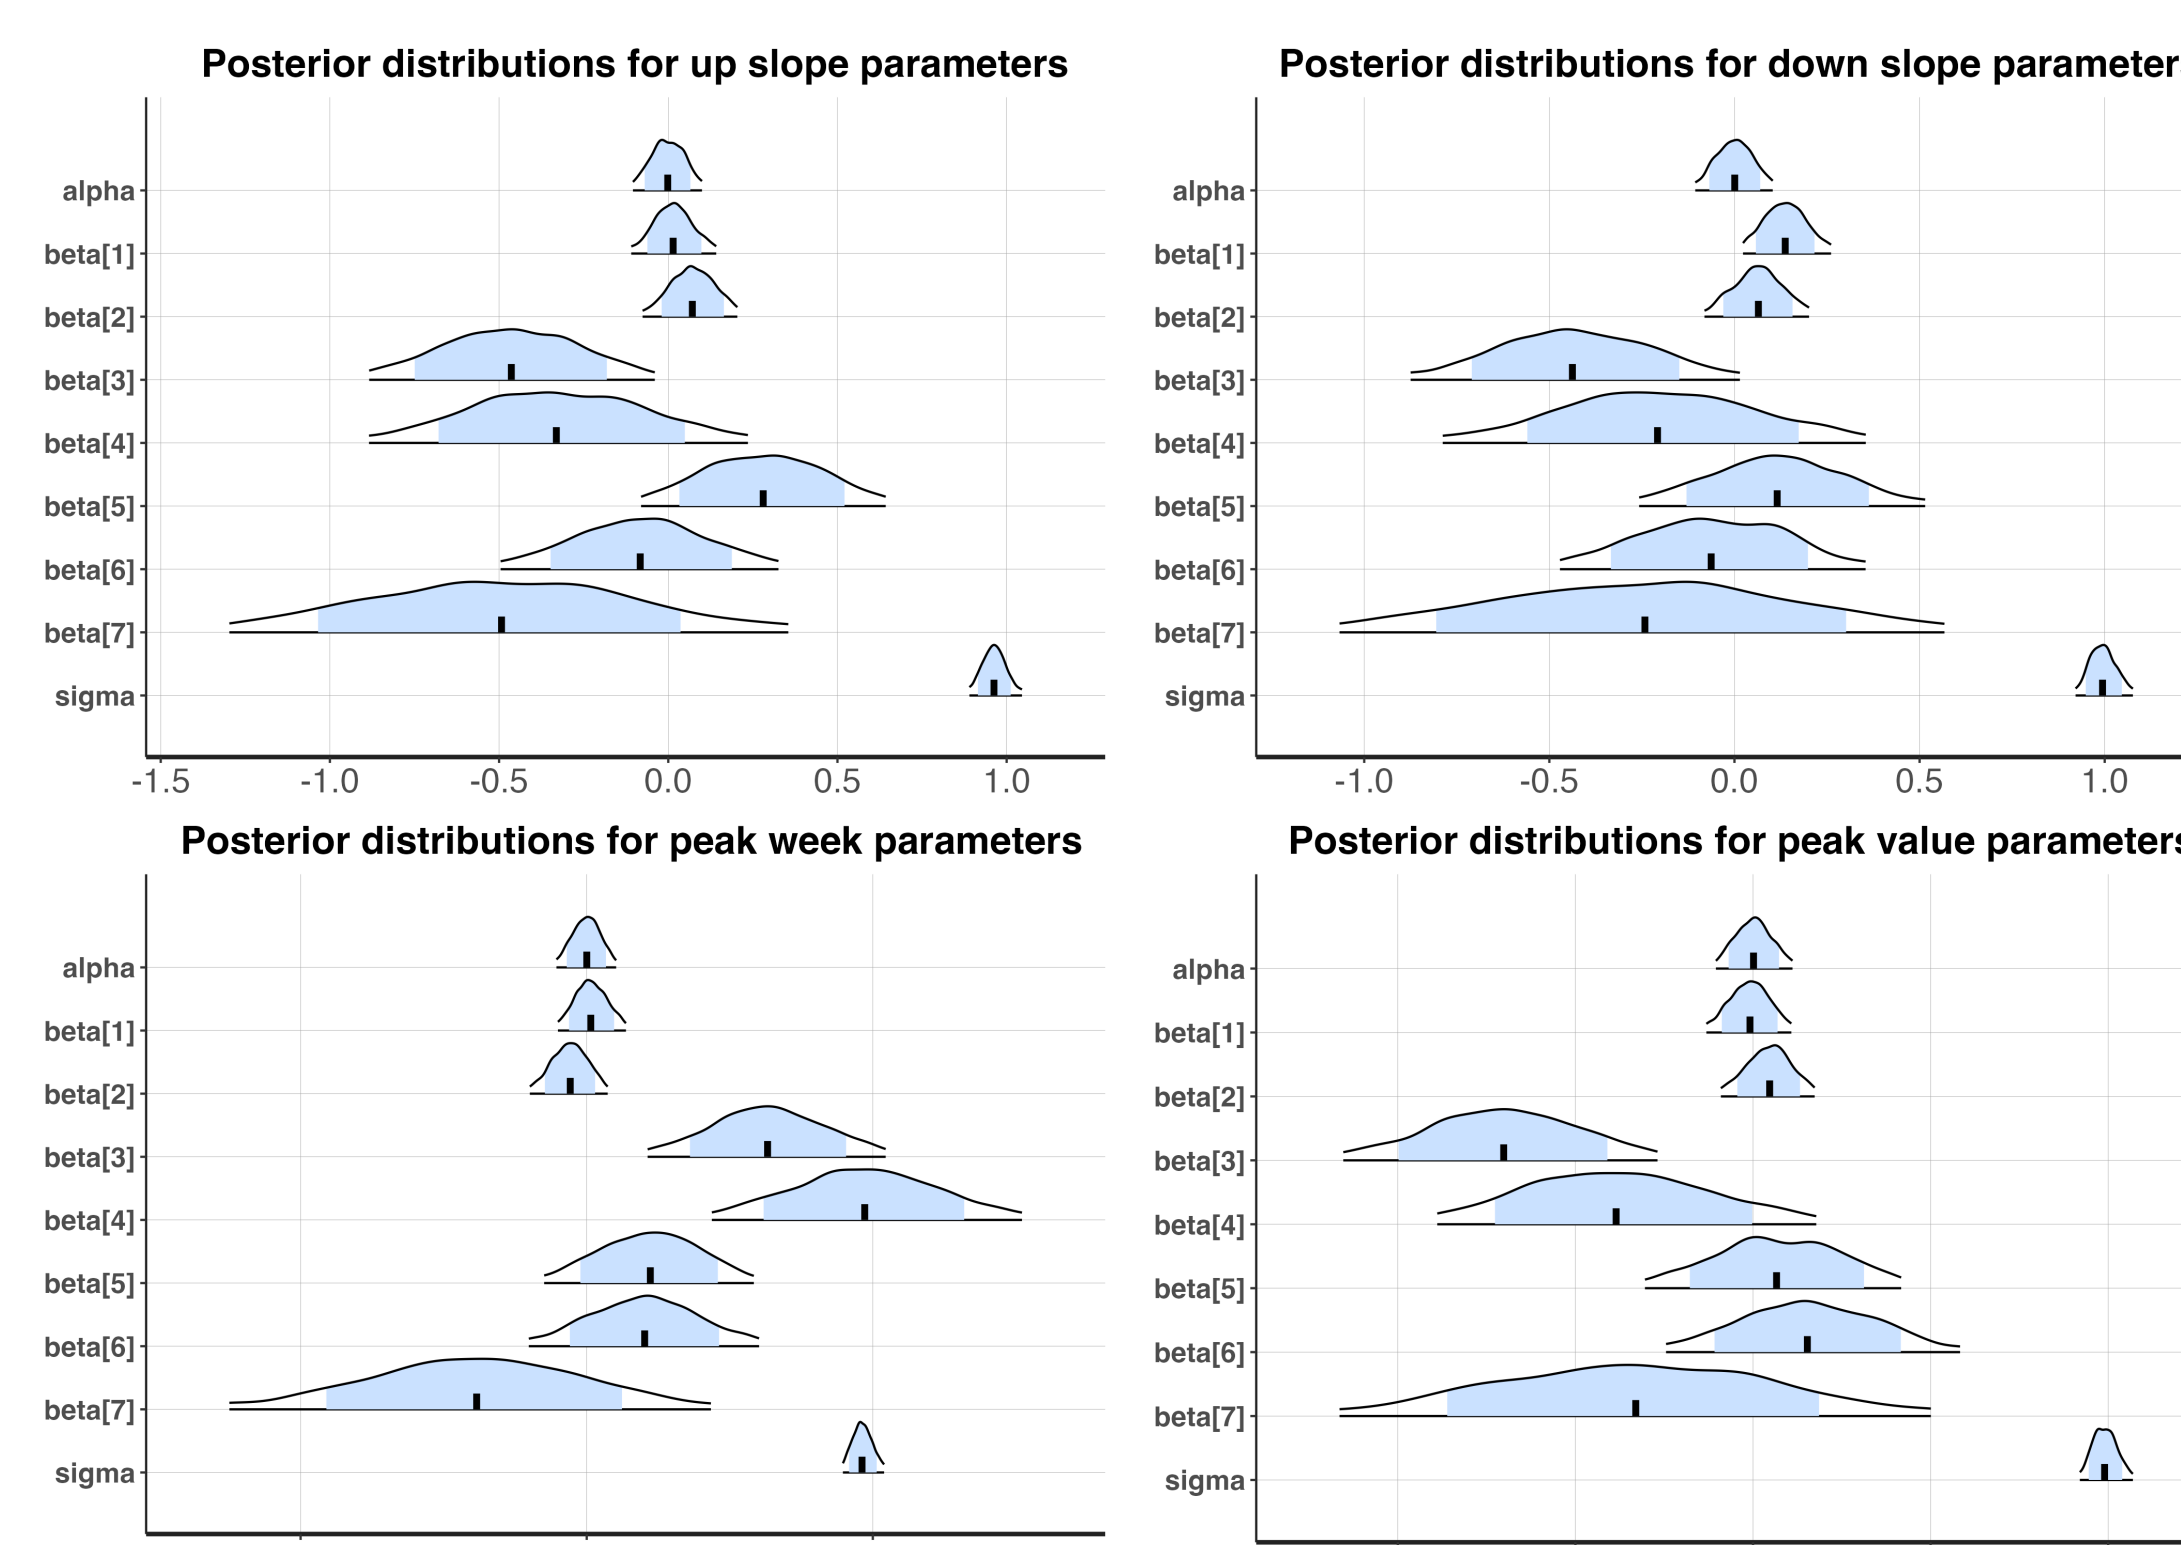 Posterior distributions for up slope parameters
alpha
beta[1]
beta[2]
beta[3]
beta[4]
beta[5]
beta[6]
beta[7]
sigma
-1.5 -1.0 -0.5 0.0 0.5 1.0
Posterior distributions for down slope parameter
alpha
beta[1]
beta[2]
beta[3]
beta[4]
beta[5]
beta[6]
beta[7]
sigma
-1.0 -0.5 0.0 0.5 1.0
Posterior distributions for peak week parameters
alpha
beta[1]
beta[2]
beta[3]
beta[4]
beta[5]
beta[6]
beta[7]
sigma
Posterior distributions for peak value parameters
alpha
beta[1]
beta[2]
beta[3]
beta[4]
beta[5]
beta[6]
beta[7]
sigma